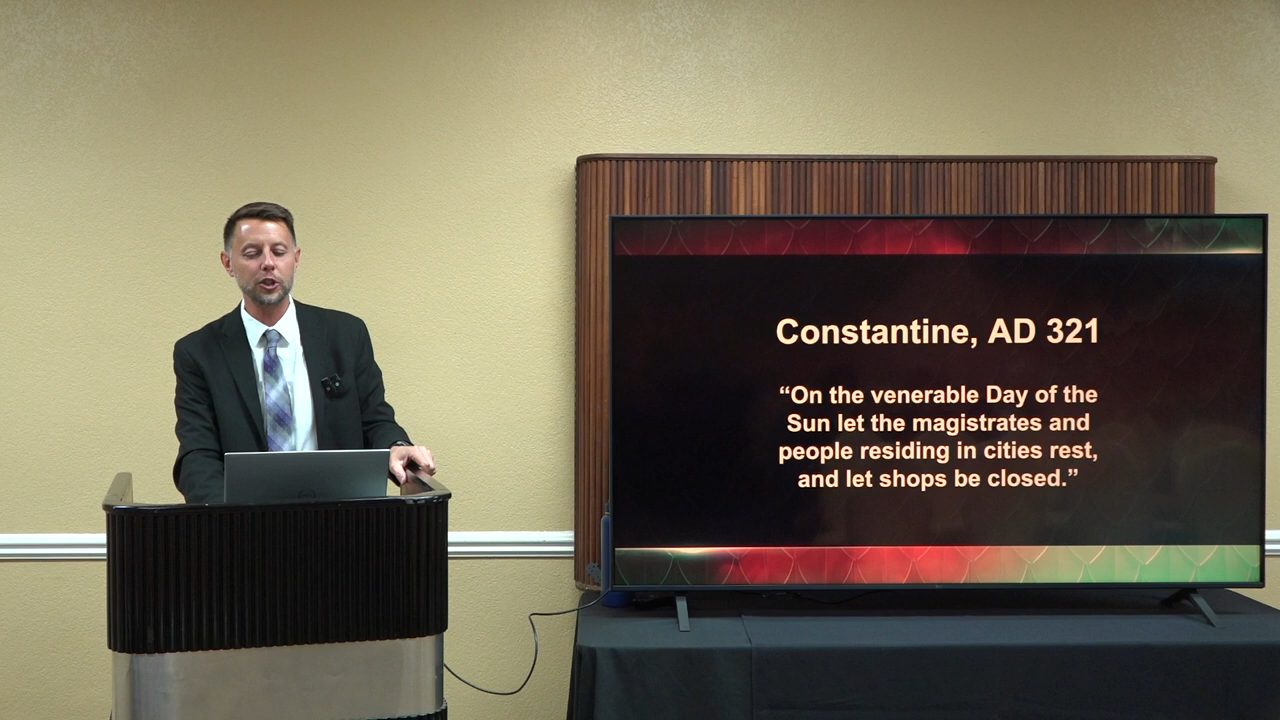 Constantine, AD 321
“On the venerable Day of the
Sun let the magistrates and
people residing in cities rest,
and let shops be closed.”